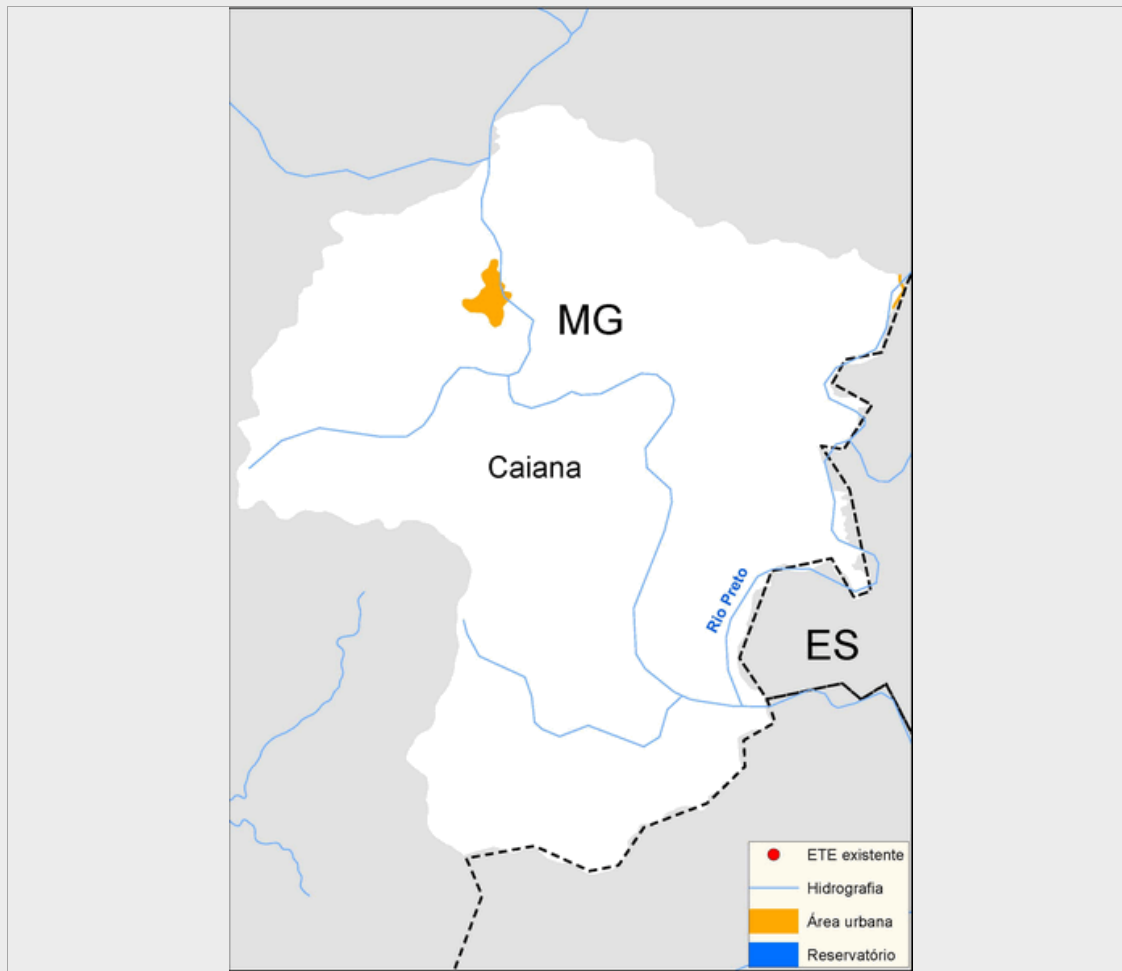 MG
Caiana
Rio Preto
ES
ETE existente
Hidrografia
Área urbana
Reservatório